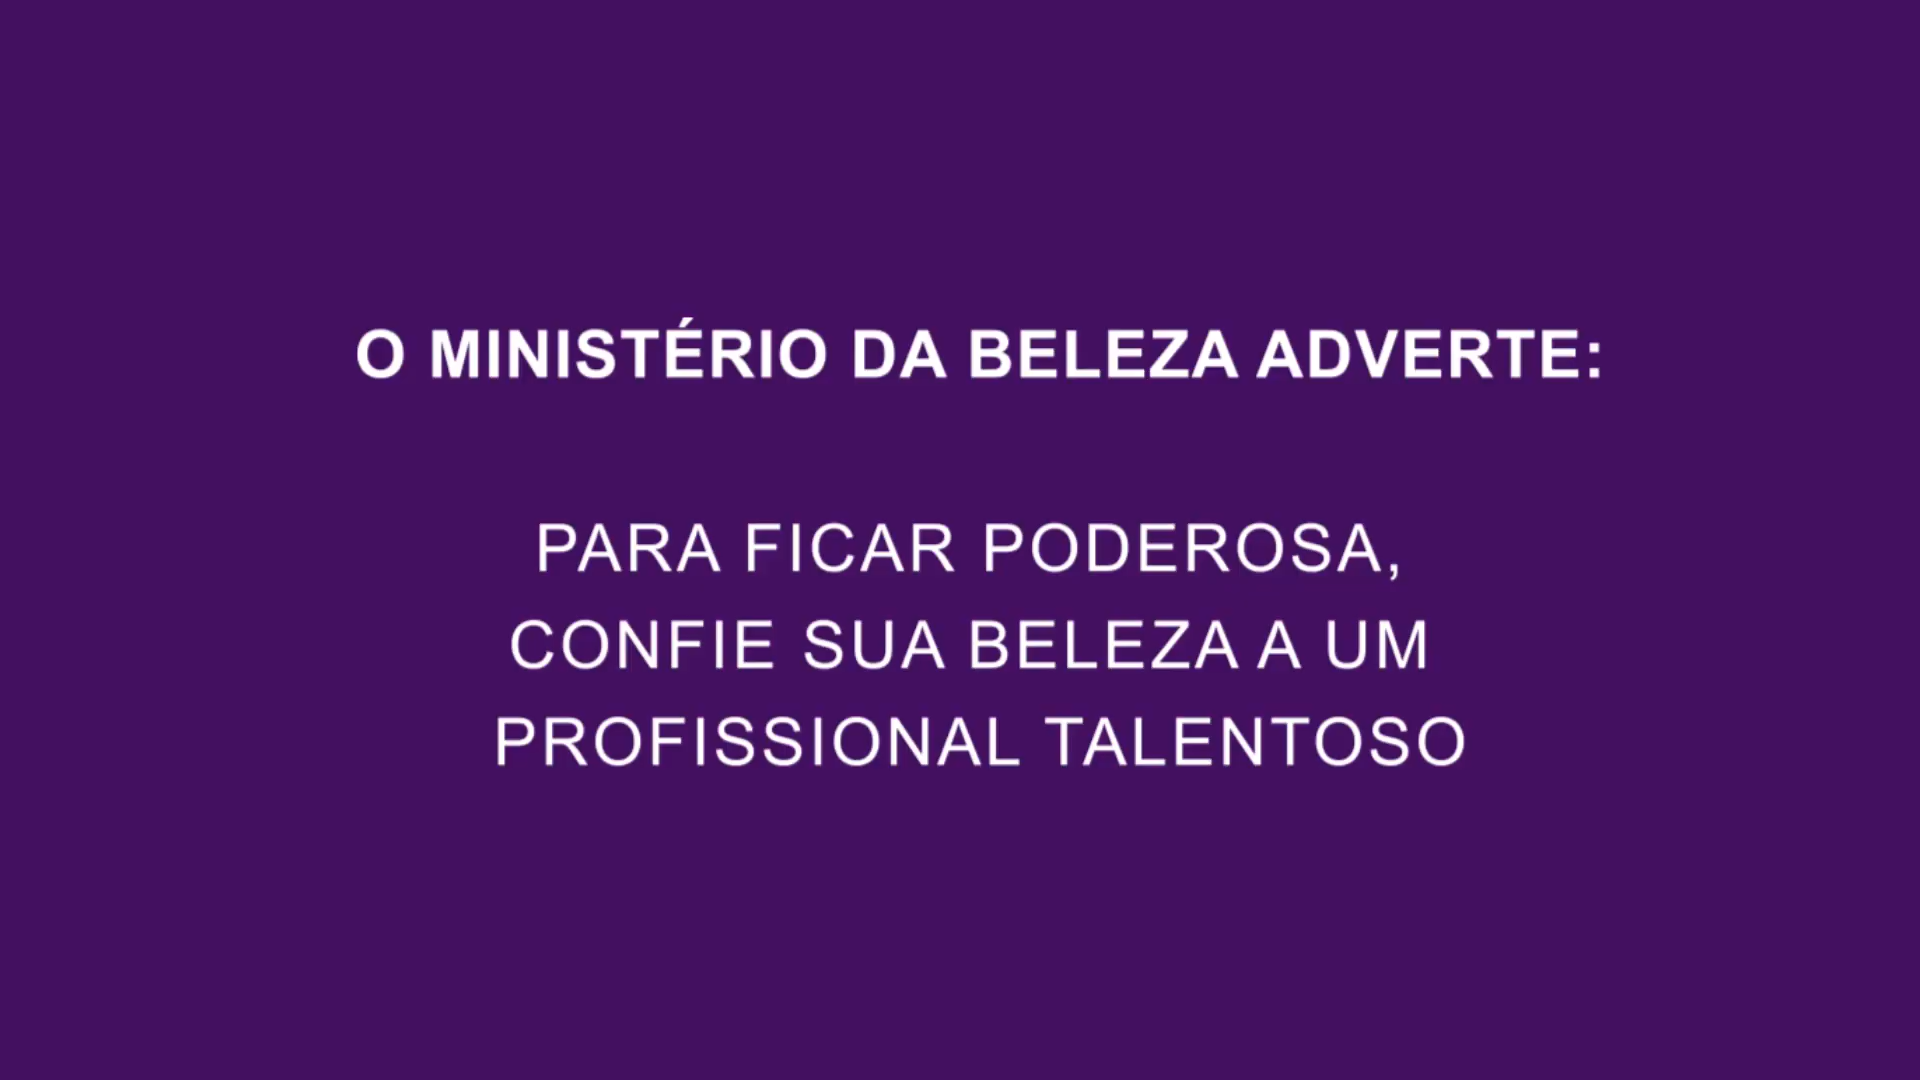 O MINISTÉRIO DA BELEZA ADVERTE:
PARA FICAR PODEROSA,
CONFIE SUA BELEZA A UM
PROFISSIONAL TALENTOSO